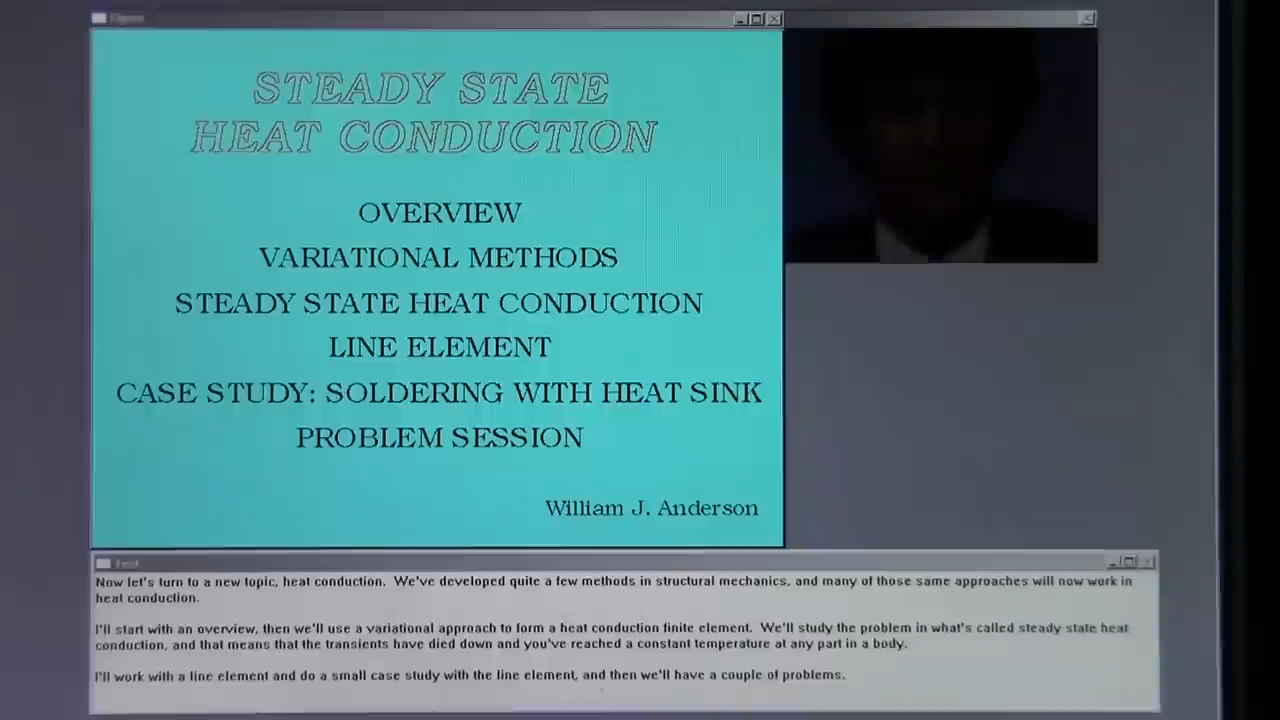 STEADY STATE
HEAT CONDUCTION
OVERVIEW
VARIATIONAL METHODS
STEADY STATE HEAT CONDUCTION
LINE ELEMENT
CASE STUDY: SOLDERING WITH HEAT SINK
PROBLEM SESSION
William J. Anderson
Now let's turn to a new topic, heat conduction. We've developed quite a few methods in structural mechanics, and many of those same approaches will now work in
heat conduction.
I'll start with an overview, then we'll use a variational approach to form a heat conduction finite element. We'll study the problem in what's called steady state heat
conduction, and that means that the transients have died down and you've reached a constant temperature at any part in a body.
I'll work with a line element and do a small case study with the line element, and then we'll have a couple of problems.